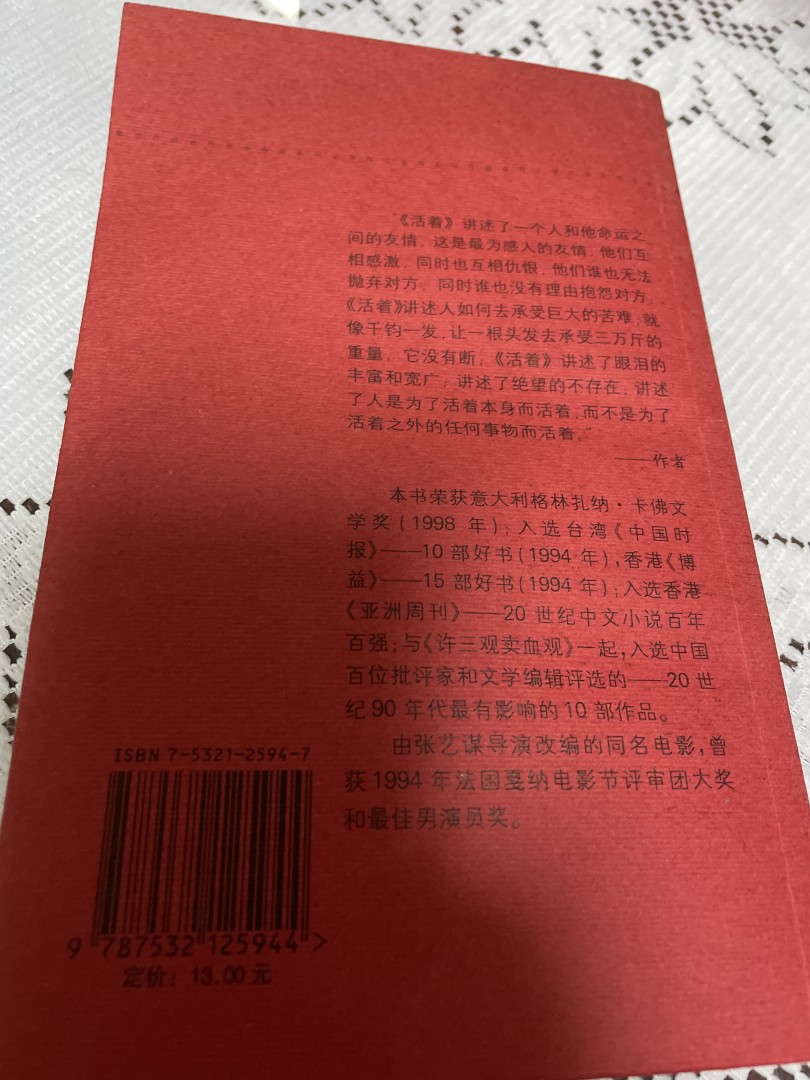 “《活着》讲述了一个人和他命运之
间的友情，这是最为感人的友情，他们互
相感激，同时也互相仇恨，他们谁也无法
抛弃对方，同时谁也没有理由抱怨对方，
《活着》讲述人如何去承受巨大的苦难，就
像千钧一发，让一根头发去承受三万斤的
重量，它没有断，《活着》讲述了眼泪的
丰富和宽广；讲述了绝望的不存在，讲述
了人是为了活着本身而活着，而不是为了
活着之外的任何事物而活着。”
——作者
本书荣获意大利格林扎纳·卡佛文
学奖(1998 年)；入选台湾《中国时
报》——10 部好书(1994 年)，香港《博
益》——15 部好书(1994 年)；入选香港
《亚洲周刊》——20 世纪中文小说百年
百强；与《许三观卖血观》一起，入选中国
百位批评家和文学编辑评选的——20 世
纪 90 年代最有影响的 10 部作品。
由张艺谋导演改编的同名电影，曾
获 1994 年法国戛纳电影节评审团大奖
和最佳男演员奖。
ISBN 7-5321-2594-7
9 787532 125944 >
定价：13.00 元